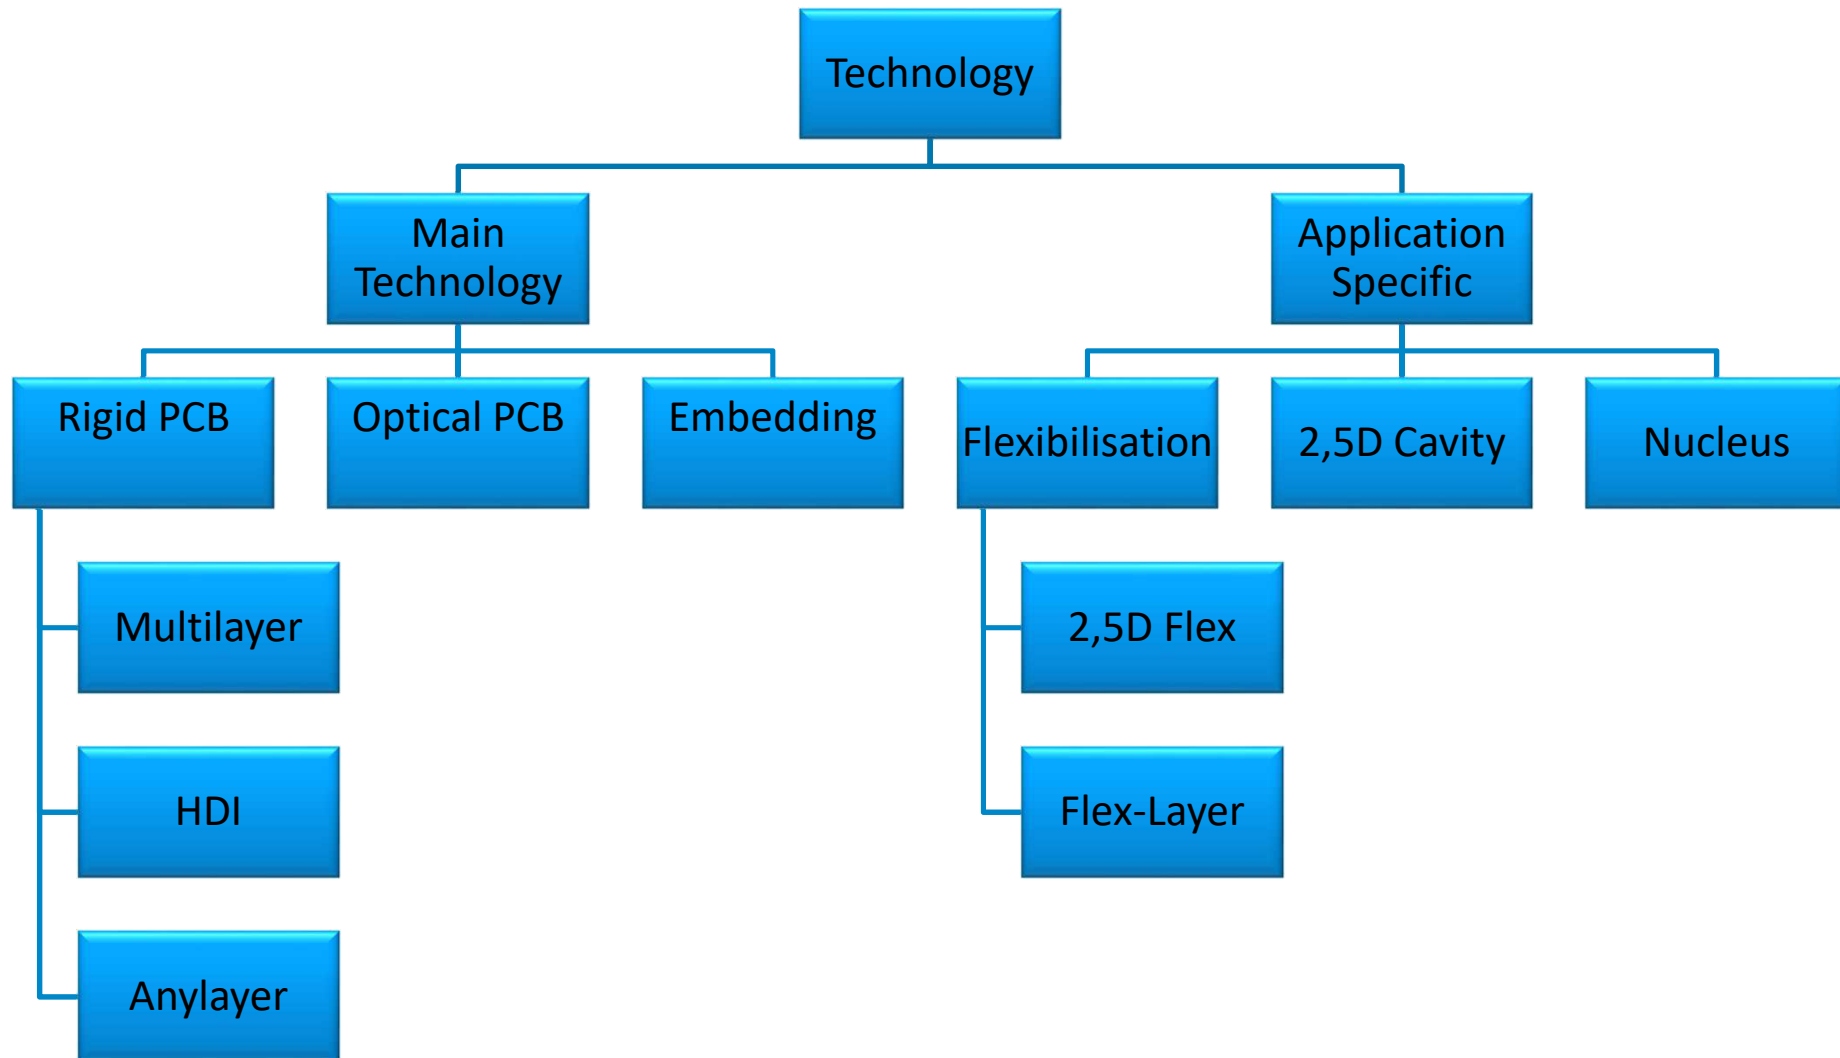 Technology
Main
Technology
Application
Specific
Rigid PCB
Optical PCB
Embedding
Flexibilisation
2,5D Cavity
Nucleus
Multilayer
2,5D Flex
HDI
Flex-Layer
Anylayer